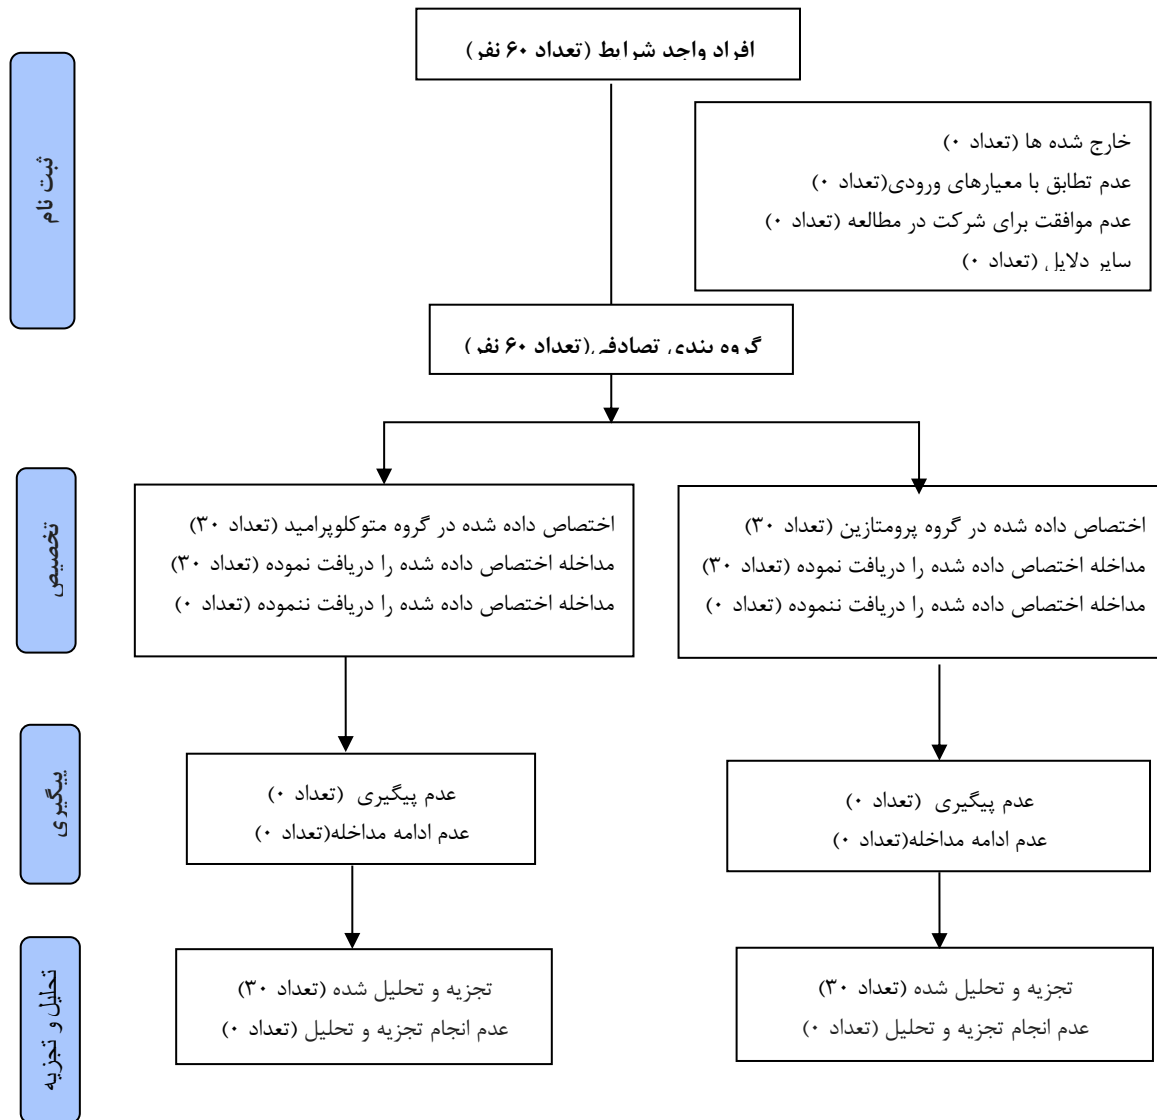 افراد واجد شرایط (تعداد ۶۰ نفر)
ثبت نام
خارج شده ها (تعداد ۰)
عدم تطابق با معیارهای ورودی(تعداد ۰)
عدم موافقت برای شرکت در مطالعه (تعداد ۰)
سایر دلایل (تعداد ۰)
گروه بندی تصادفی(تعداد ۶۰ نفر)
تخصیص
اختصاص داده شده در گروه پرومتازین (تعداد ۳۰)
مداخله اختصاص داده شده را دریافت نموده (تعداد ۳۰)
مداخله اختصاص داده شده را دریافت ننموده (تعداد ۰)
اختصاص داده شده در گروه متوکلوپرامید (تعداد ۳۰)
مداخله اختصاص داده شده را دریافت نموده (تعداد ۳۰)
مداخله اختصاص داده شده را دریافت ننموده (تعداد ۰)
پیگیری
عدم پیگیری (تعداد ۰)
عدم ادامه مداخله(تعداد ۰)
عدم پیگیری (تعداد ۰)
عدم ادامه مداخله(تعداد ۰)
تحلیل و تجزیه
تجزیه و تحلیل شده (تعداد ۳۰)
عدم انجام تجزیه و تحلیل (تعداد ۰)
تجزیه و تحلیل شده (تعداد ۳۰)
عدم انجام تجزیه و تحلیل (تعداد ۰)